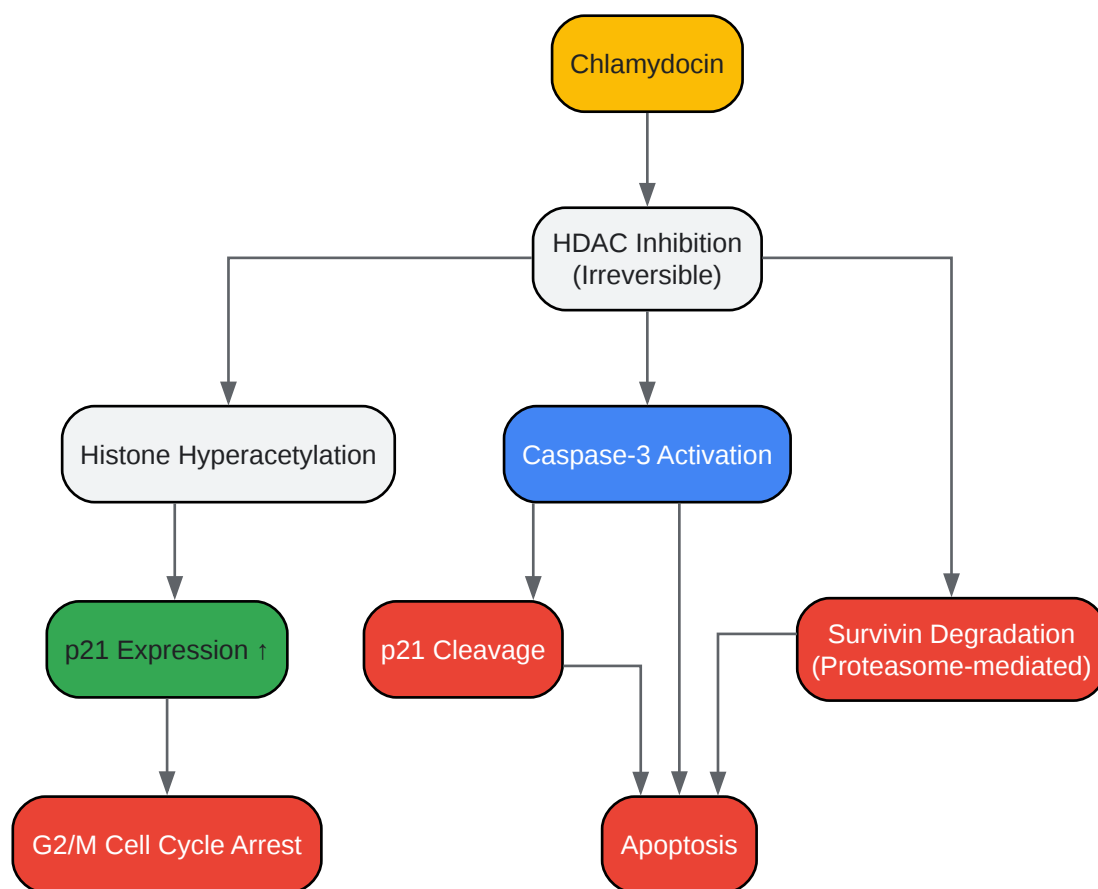 Chlamydocin
HDAC Inhibition
(Irreversible)
Histone Hyperacetylation
Caspase-3 Activation
p21 Expression ↑
p21 Cleavage
Survivin Degradation
(Proteasome-mediated)
G2/M Cell Cycle Arrest
Apoptosis